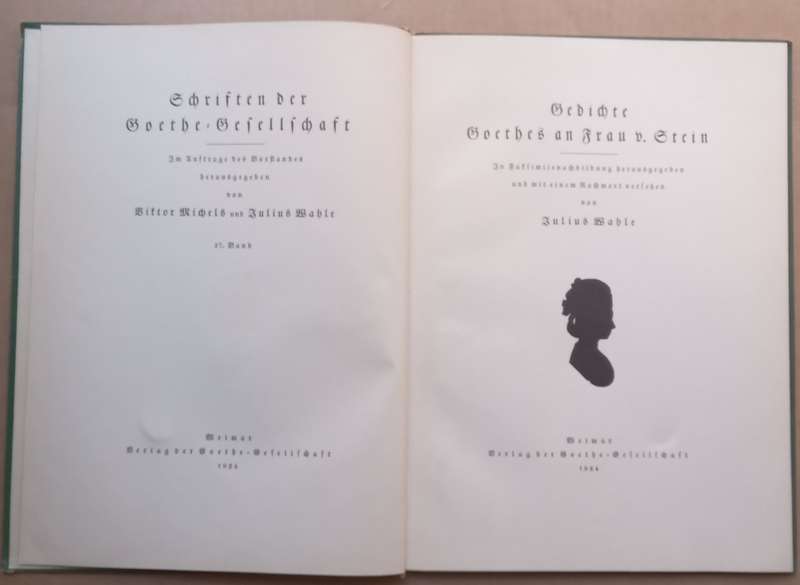 Schriften der
Goethe-Gesellschaft
Im Auftrage des Vorstandes
herausgegeben
von
Viktor Michels und Julius Wahle
37. Band
Weimar
Verlag der Goethe-Gesellschaft
1924
Gedichte
Goethes an Frau v. Stein
In Faksimilenachbildung herausgegeben
und mit einem Nachwort versehen
von
Julius Wahle
Weimar
Verlag der Goethe-Gesellschaft
1924